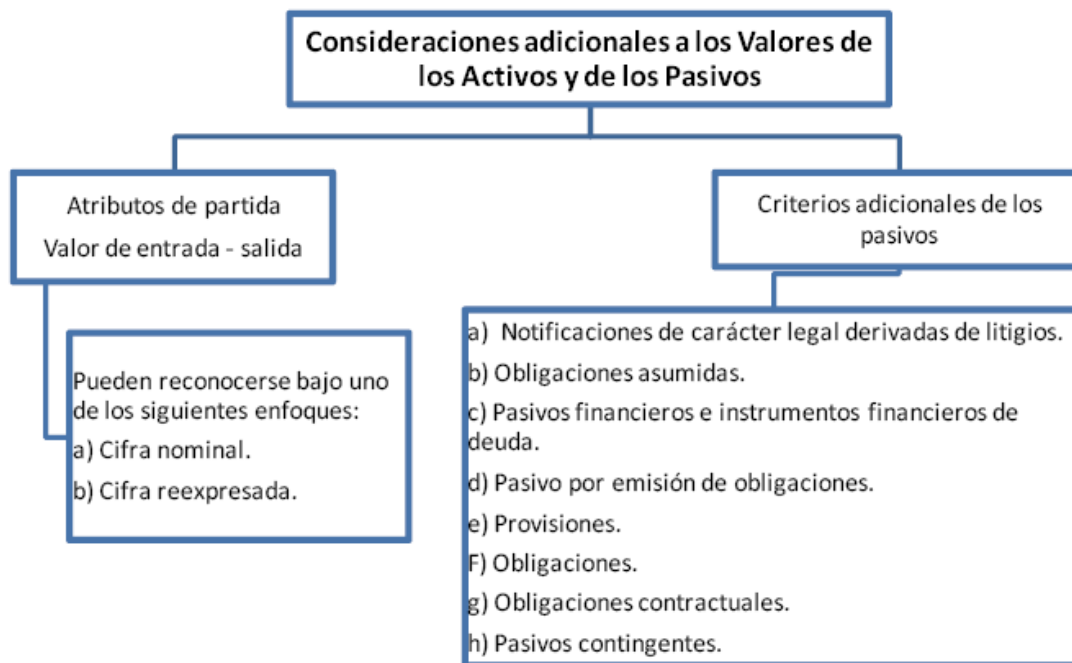 Consideraciones adicionales a los Valores de
los Activos y de los Pasivos
Atributos de partida
Valor de entrada - salida
Pueden reconocerse bajo uno
de los siguientes enfoques:
a) Cifra nominal.
b) Cifra reexpresada.
Criterios adicionales de los
pasivos
a) Notificaciones de carácter legal derivadas de litigios.
b) Obligaciones asumidas.
c) Pasivos financieros e instrumentos financieros de
deuda.
d) Pasivo por emisión de obligaciones.
e) Provisiones.
F) Obligaciones.
g) Obligaciones contractuales.
h) Pasivos contingentes.